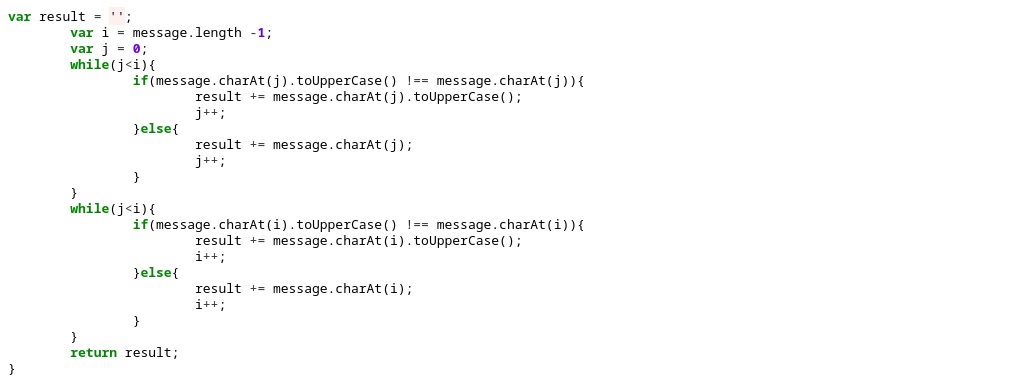 var result = '';
var i = message.length -1;
var j = 0;
while(j<i){
if(message.charAt(j).toUpperCase() !== message.charAt(j)){
result += message.charAt(j).toUpperCase();
j++;
}else{
result += message.charAt(j);
j++;
}
}
while(j<i){
if(message.charAt(i).toUpperCase() !== message.charAt(i)){
result += message.charAt(i).toUpperCase();
i++;
}else{
result += message.charAt(i);
i++;
}
}
return result;
}